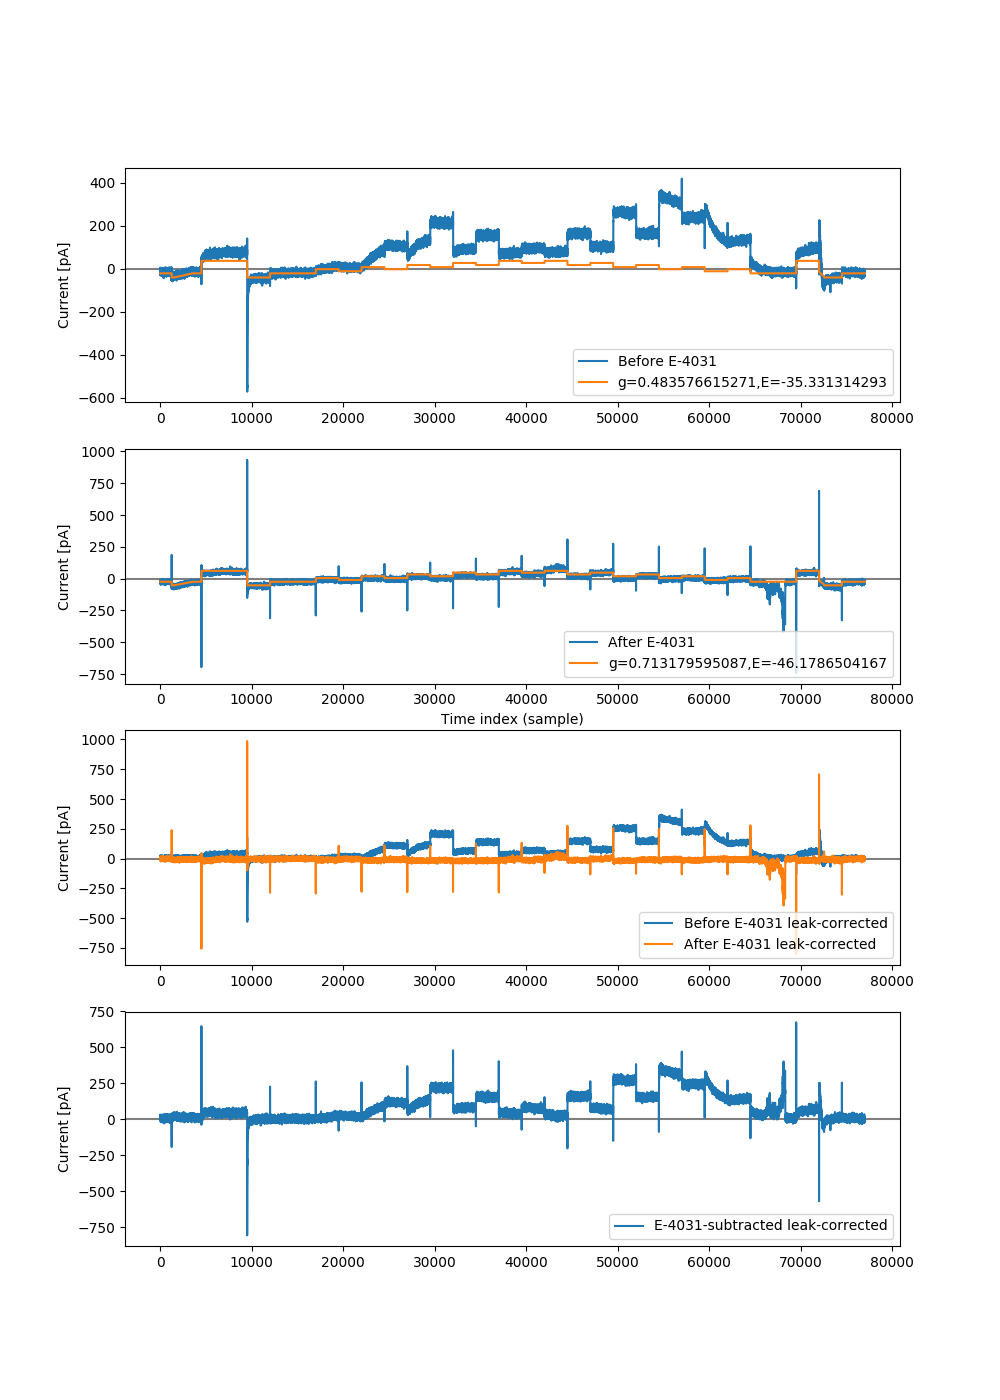 400
200
0
−200
−400
−600
Current [pA]
Before E-4031
g=0.483576615271,E=-35.331314293
0 10000 20000 30000 40000 50000 60000 70000 80000
1000
750
500
250
0
−250
−500
−750
Current [pA]
After E-4031
g=0.713179595087,E=-46.1786504167
0 10000 20000 30000 40000 50000 60000 70000 80000
Time index (sample)
1000
750
500
250
0
−250
−500
−750
Current [pA]
Before E-4031 leak-corrected
After E-4031 leak-corrected
0 10000 20000 30000 40000 50000 60000 70000 80000
750
500
250
0
−250
−500
−750
Current [pA]
E-4031-subtracted leak-corrected
0 10000 20000 30000 40000 50000 60000 70000 80000